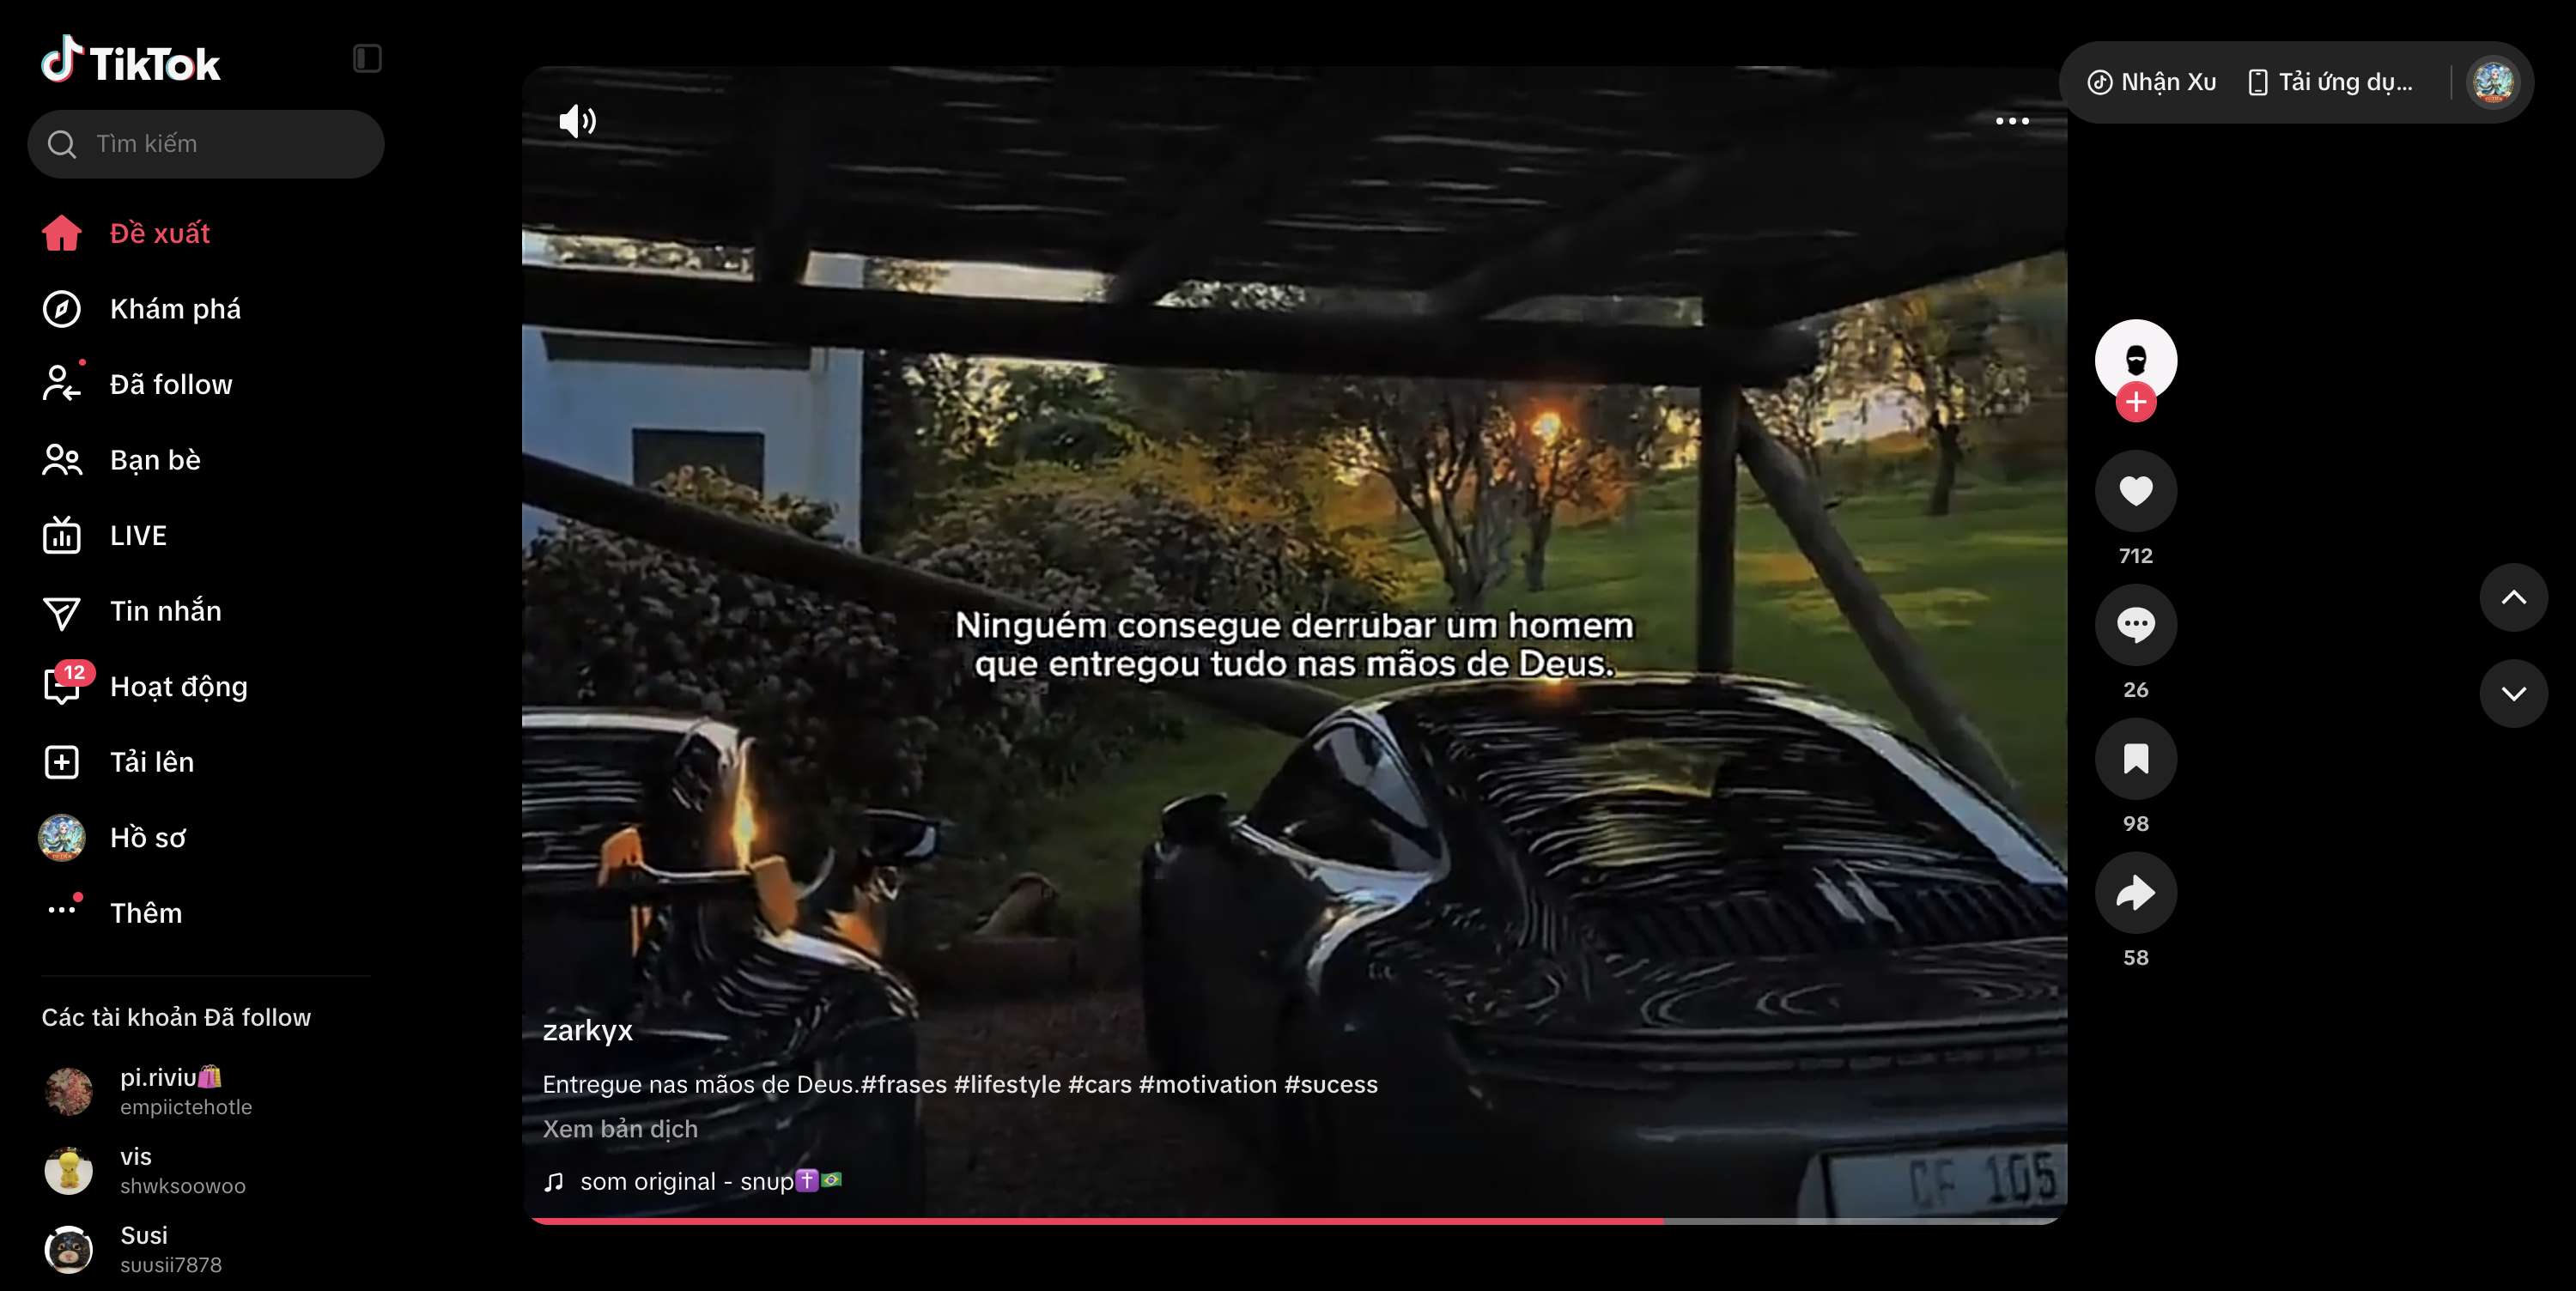 TikTok
Tìm kiếm
Đề xuất
Khám phá
Đã follow
Bạn bè
LIVE
Tin nhắn
12
Hoạt động
Tải lên
Hồ sơ
Thêm
Các tài khoản Đã follow
pi.riviu🛍️
empiictehotle
vis
shwksoowoo
Susi
suusii7878
Ninguém consegue derrubar um homem
que entregou tudo nas mãos de Deus.
zarkyx
Entregue nas mãos de Deus.#frases #lifestyle #cars #motivation #sucess
Xem bản dịch
som original - snup✝️🇧🇷
CF 105
Nhận Xu
Tải ứng dụ...
712
26
98
58